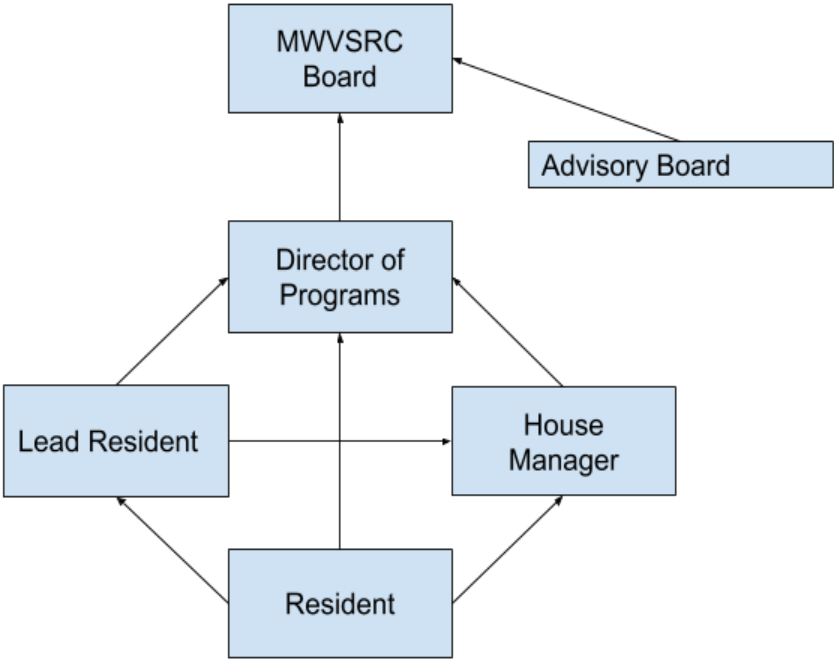 MWVSRC
Board
Advisory Board
Director of
Programs
Lead Resident
House
Manager
Resident